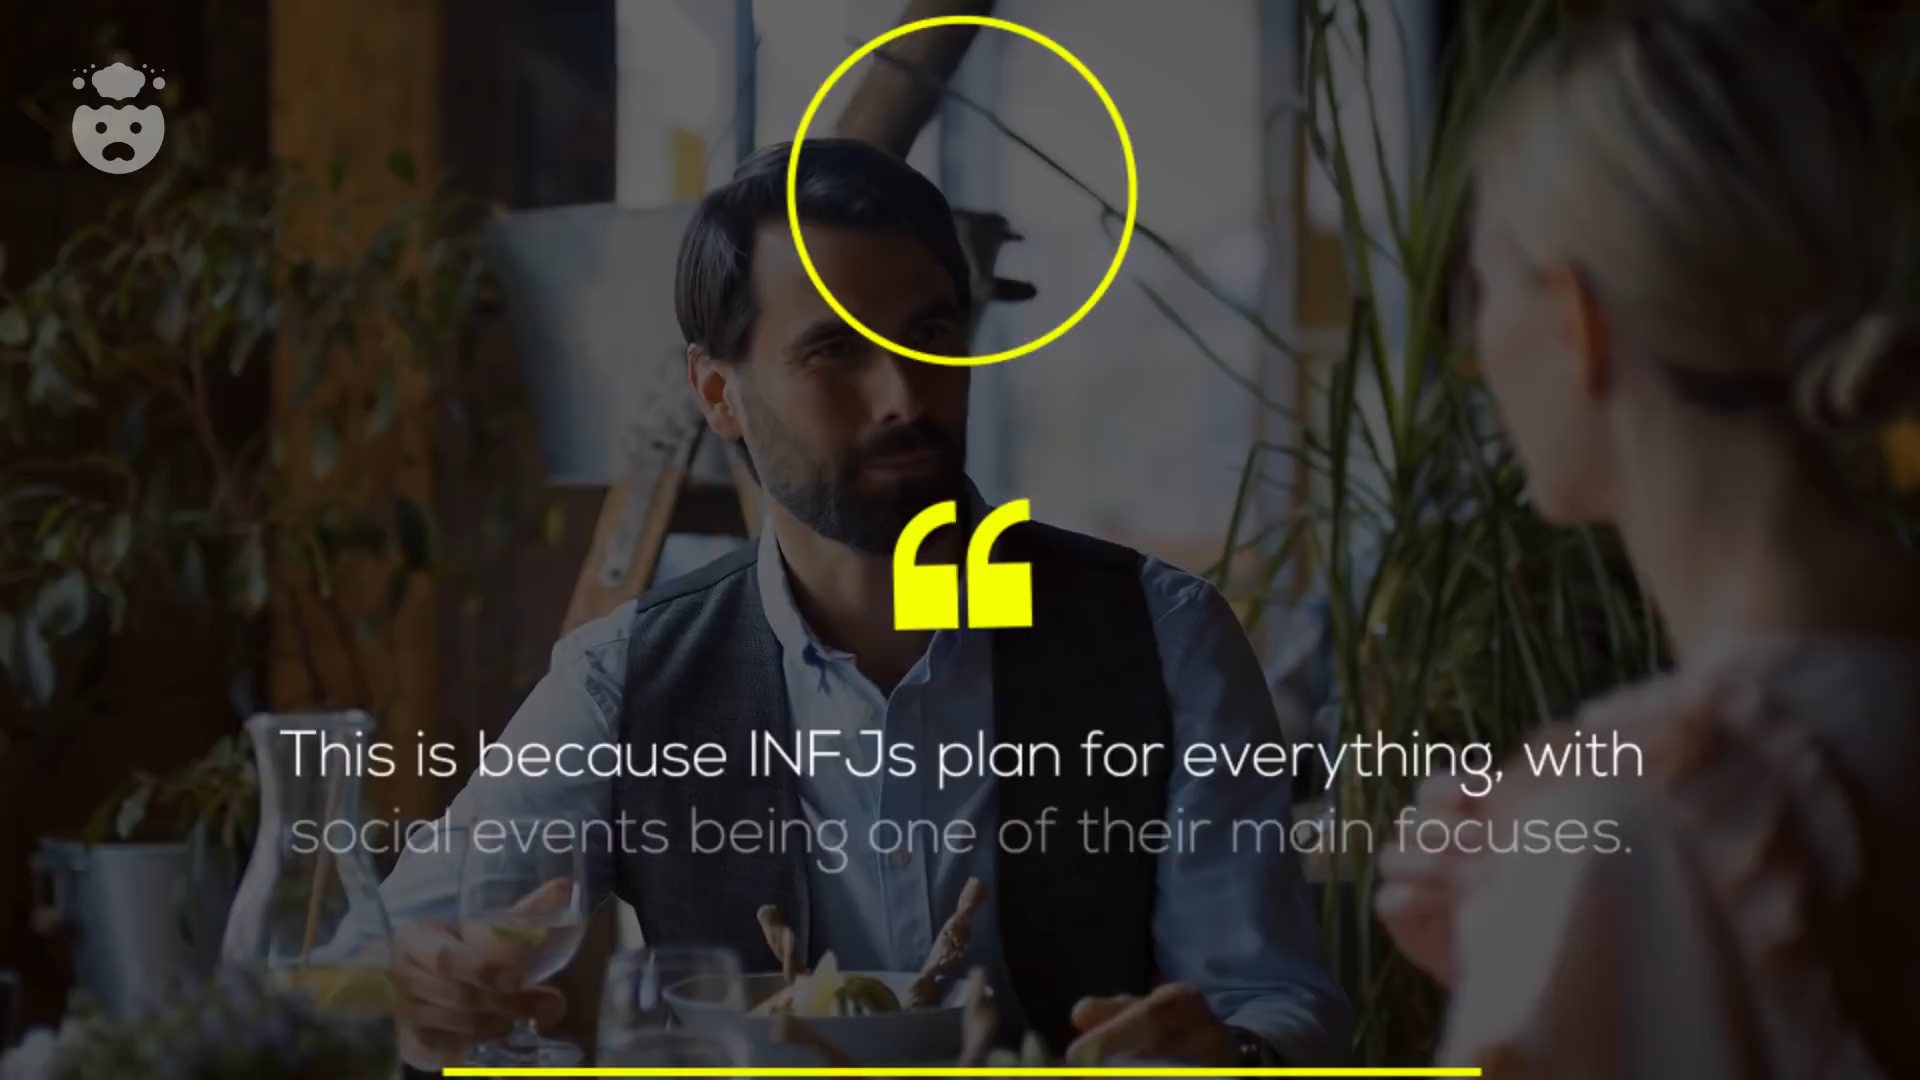 This is because INFJs plan for everything, with
social events being one of their main focuses.